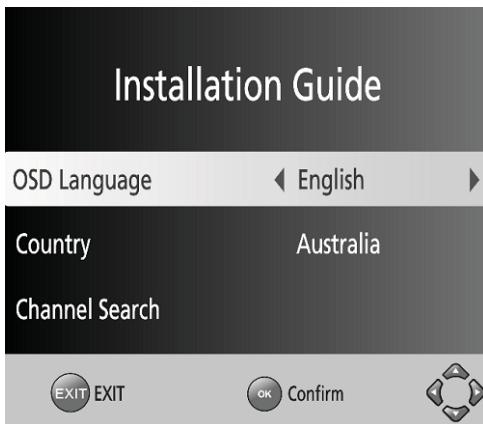 Installation Guide
OSD Language English
Country Australia
Channel Search
EXIT EXIT OK Confirm